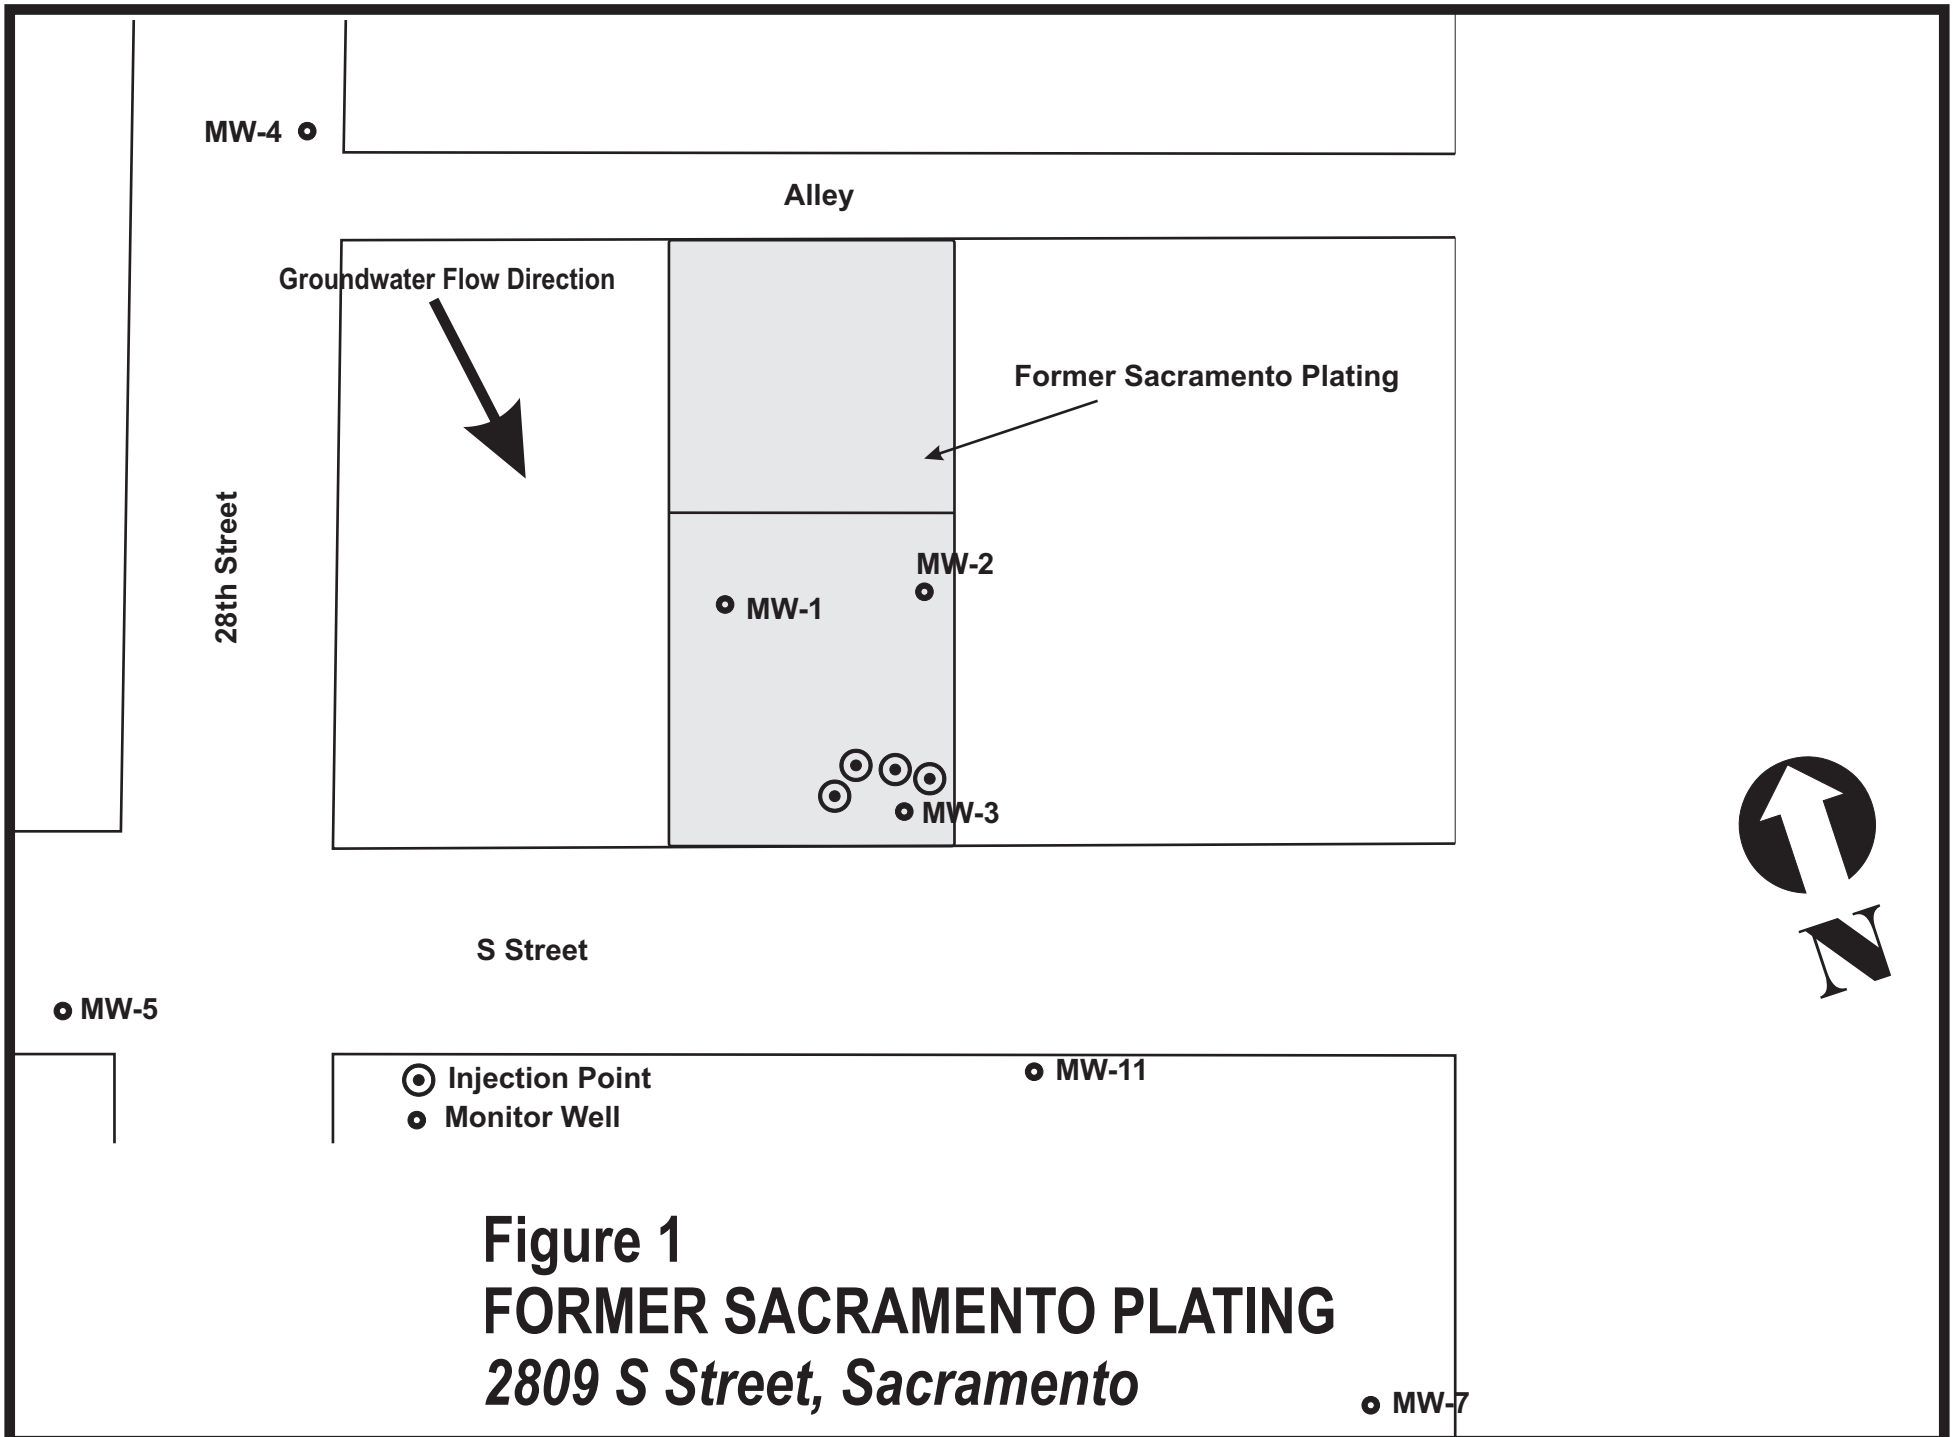 MW-4
Alley
Groundwater Flow Direction
Former Sacramento Plating
28th Street
MW-2
MW-1
MW-3
N
S Street
MW-5
MW-11
Injection Point
Monitor Well
Figure 1
FORMER SACRAMENTO PLATING
2809 S Street, Sacramento
MW-7